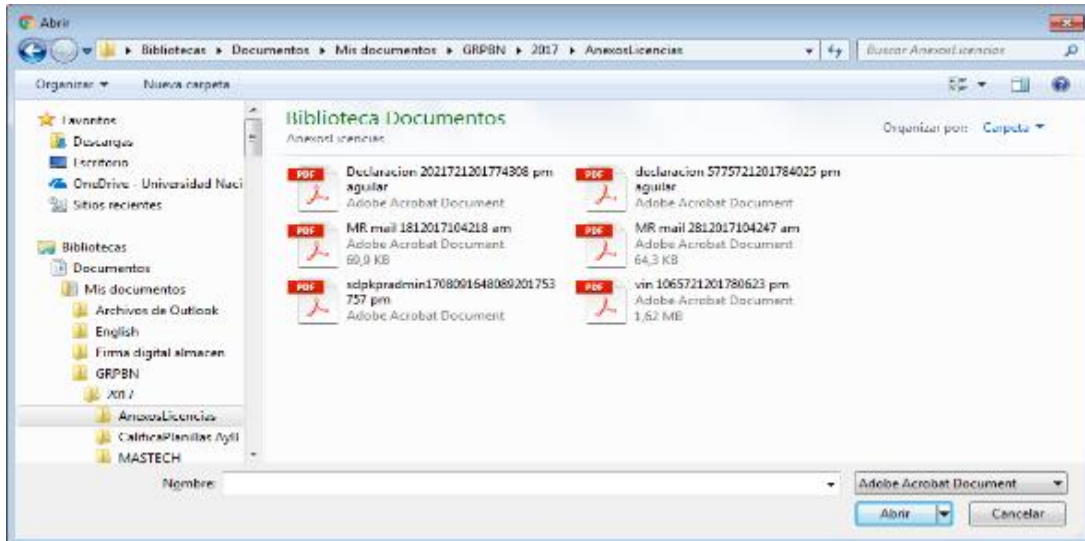 Abrir
Bibliotecas ▸ Documentos ▸ Mis documentos ▸ GRPBN ▸ 2017 ▸ AnexosLicencias
Buscar AnexosLicencias
Organizar
Nueva carpeta
Favoritos
Descargas
Escritorio
OneDrive - Universidad Naci
Sitios recientes
Bibliotecas
Documentos
Mis documentos
Archivos de Outlook
English
Firma digital almacen
GRPBN
2017
AnexosLicencias
CalificaPlanillas Ayli
MASTECH
Biblioteca Documentos
AnexosLicencias
Organizar por: Carpeta
PDF
Declaracion 2021721201774308 pm
aguilar
Adobe Acrobat Document
PDF
declaracion 5775721201784025 pm
aguilar
Adobe Acrobat Document
PDF
MR mail 1812017104218 am
Adobe Acrobat Document
69,9 KB
PDF
MR mail 2812017104247 am
Adobe Acrobat Document
64,3 KB
PDF
sdpkpradmin1708091648089201753
757 pm
Adobe Acrobat Document
PDF
vin 1065721201780623 pm
Adobe Acrobat Document
1,62 MB
Nombre:
Adobe Acrobat Document
Abrir
Cancelar